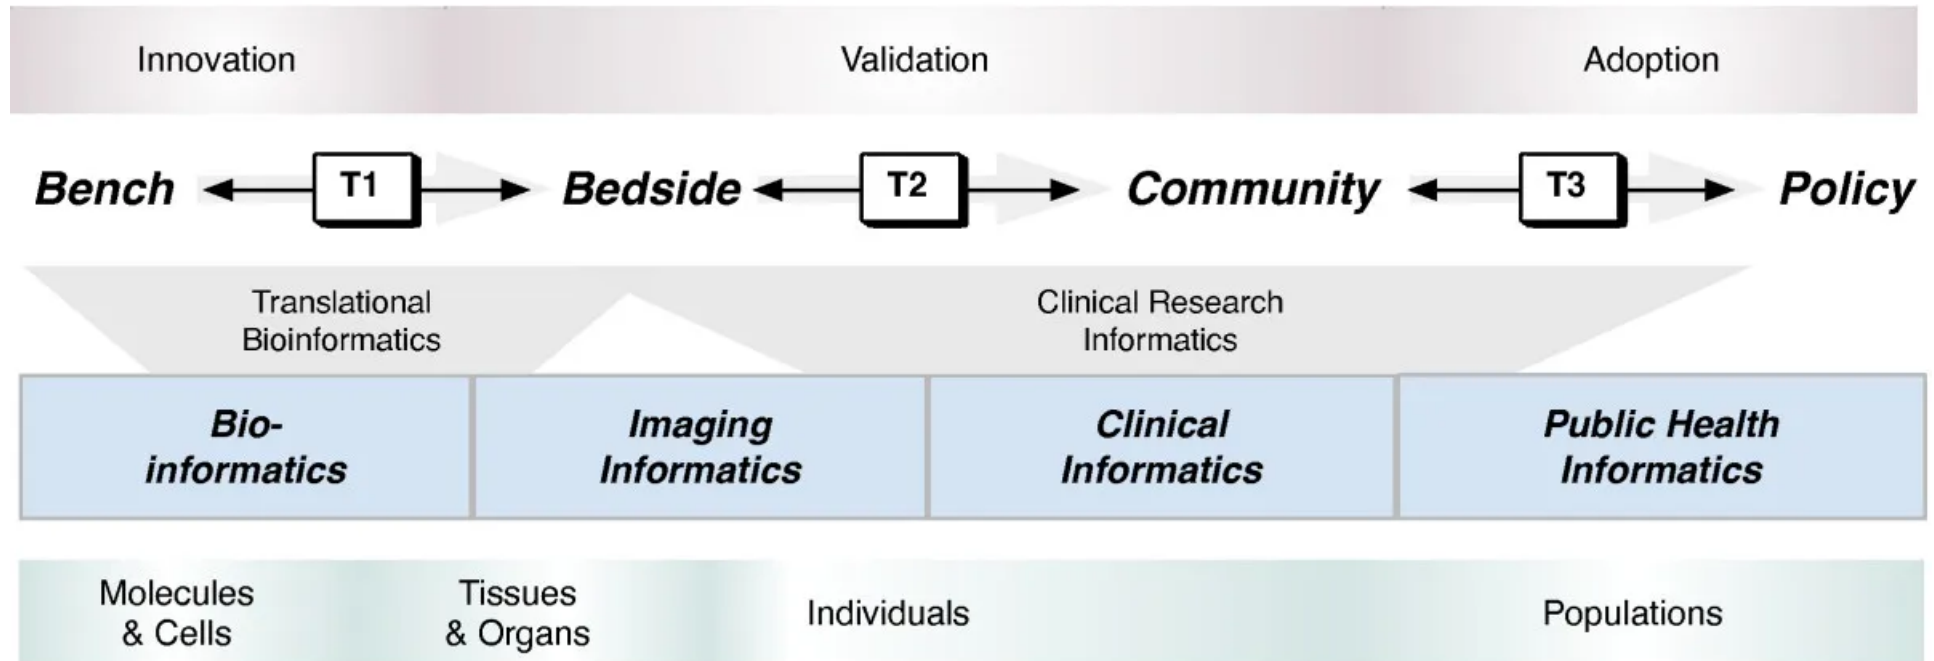 Innovation Validation Adoption
Bench T1 Bedside T2 Community T3 Policy
Translational
Bioinformatics
Clinical Research
Informatics
Bio-
informatics
Imaging
Informatics
Clinical
Informatics
Public Health
Informatics
Molecules
& Cells
Tissues
& Organs
Individuals
Populations